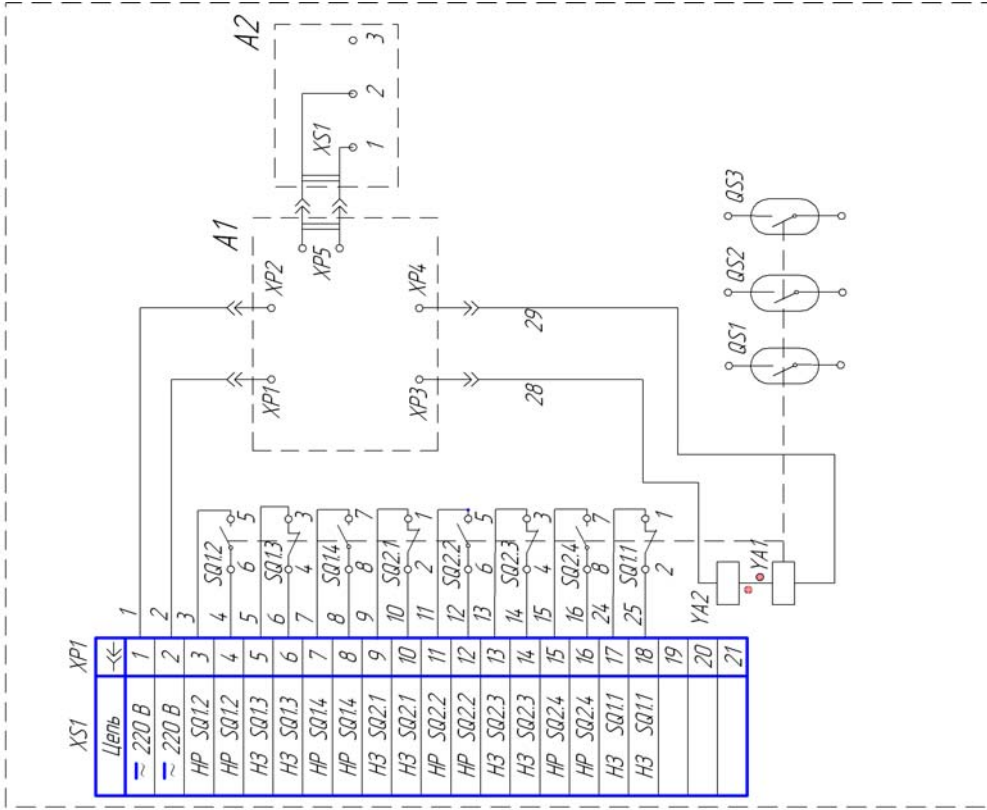 A2
3
2
XS1
1
A1
XP5
XP2
XP4
XP1
XP3
29
28
QS3
QS2
QS1
1
2
3
4 SQ1.2 5
5 6
6 SQ1.3 3
7 4
8 SQ1.4 7
9 8
10 SQ2.1 1
11 2
12 SQ2.2 5
13 6
14 SQ2.3 3
15 4
16 SQ2.4 7
24 8
25 SQ1.1 1
2
YA2
YA1
XS1 XP1
Цепь
≂ 220 В 1
≂ 220 В 2
НР SQ1.2 3
НР SQ1.2 4
НЗ SQ1.3 5
НЗ SQ1.3 6
НР SQ1.4 7
НР SQ1.4 8
НЗ SQ2.1 9
НЗ SQ2.1 10
НР SQ2.2 11
НР SQ2.2 12
НЗ SQ2.3 13
НЗ SQ2.3 14
НР SQ2.4 15
НР SQ2.4 16
НЗ SQ1.1 17
НЗ SQ1.1 18
19
20
21